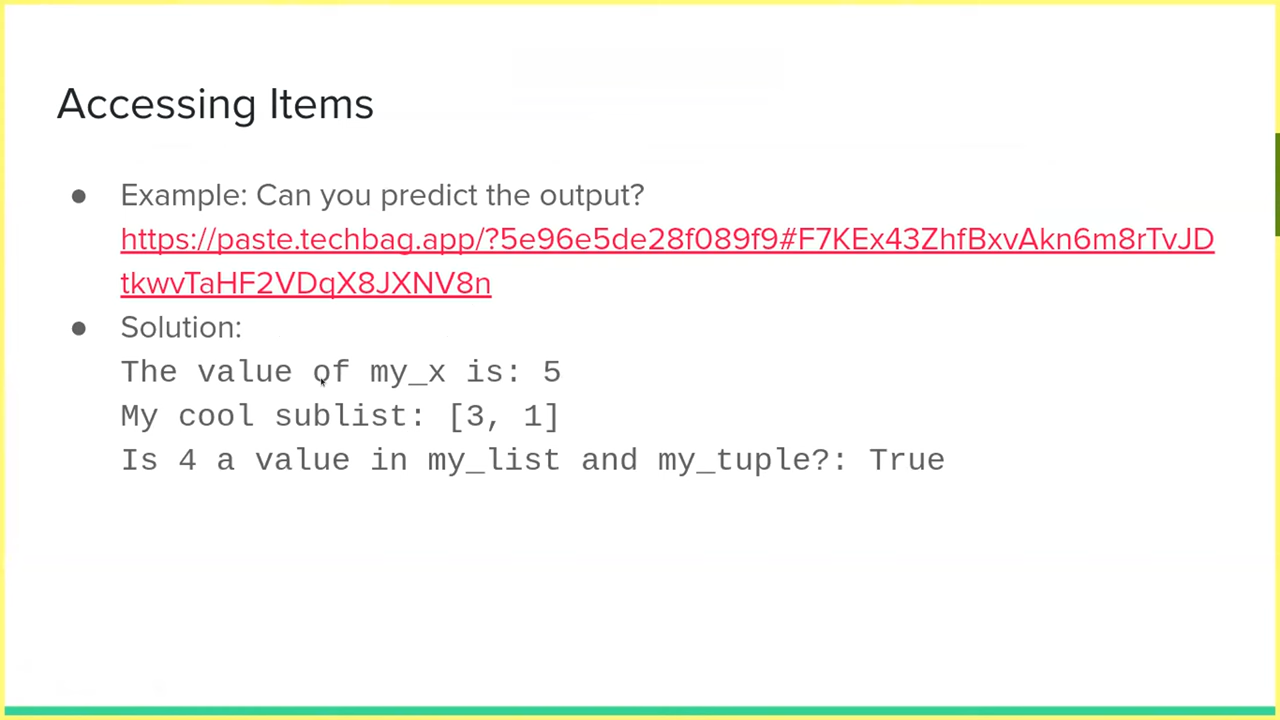 Accessing Items
● Example: Can you predict the output?
https://paste.techbag.app/?5e96e5de28f089f9#F7KEx43ZhfBxvAkn6m8rTvJD
tkwvTaHF2VDqX8JXNV8n
● Solution:
The value of my_x is: 5
My cool sublist: [3, 1]
Is 4 a value in my_list and my_tuple?: True